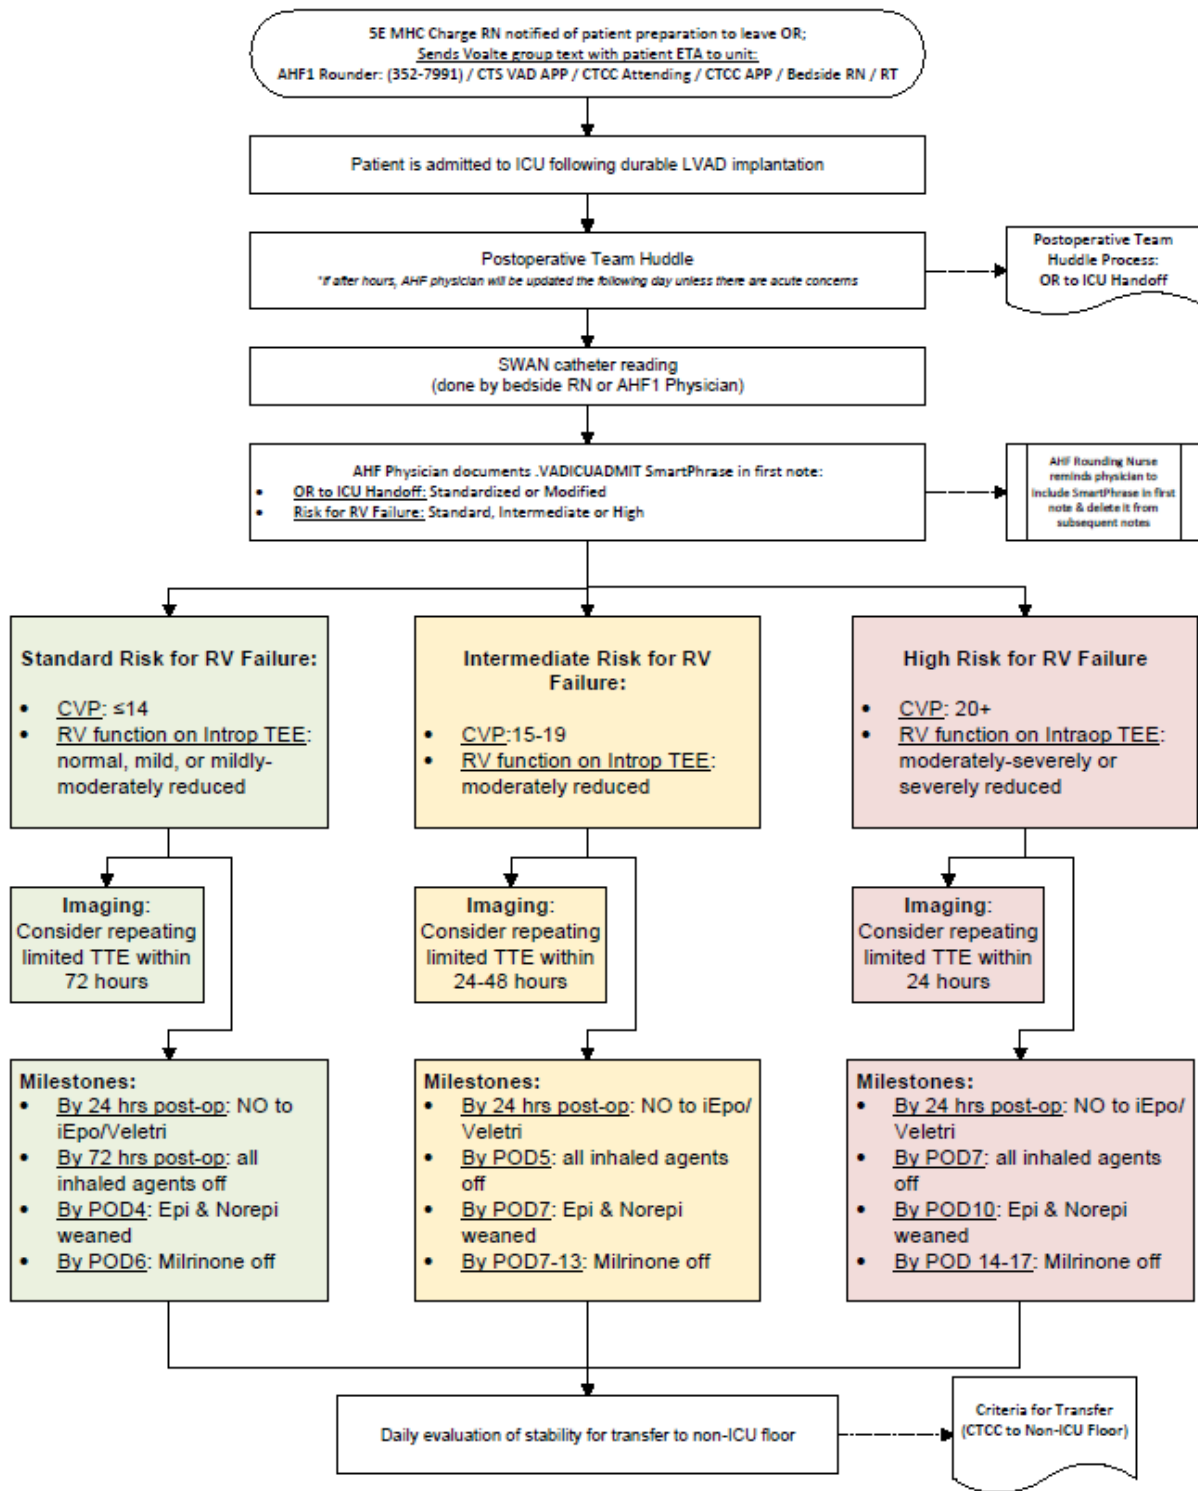 5E MHC Charge RN notified of patient preparation to leave OR;
Sends Voalte group text with patient ETA to unit:
AHF1 Rounder: (352-7991) / CTS VAD APP / CTCC Attending / CTCC APP / Bedside RN / RT
Patient is admitted to ICU following durable LVAD implantation
Postoperative Team Huddle
*If after hours, AHF physician will be updated the following day unless there are acute concerns
Postoperative Team
Huddle Process:
OR to ICU Handoff
SWAN catheter reading
(done by bedside RN or AHF1 Physician)
AHF Physician documents .VADICUADMIT SmartPhrase in first note:
• OR to ICU Handoff: Standardized or Modified
• Risk for RV Failure: Standard, Intermediate or High
AHF Rounding Nurse
reminds physician to
include SmartPhrase in first
note & delete it from
subsequent notes
Standard Risk for RV Failure:
• CVP: ≤14
• RV function on Introp TEE:
normal, mild, or mildly-
moderately reduced
Intermediate Risk for RV
Failure:
• CVP:15-19
• RV function on Introp TEE:
moderately reduced
High Risk for RV Failure
• CVP: 20+
• RV function on Intraop TEE:
moderately-severely or
severely reduced
Imaging:
Consider repeating
limited TTE within
72 hours
Imaging:
Consider repeating
limited TTE within
24-48 hours
Imaging:
Consider repeating
limited TTE within
24 hours
Milestones:
• By 24 hrs post-op: NO to
iEpo/Veletri
• By 72 hrs post-op: all
inhaled agents off
• By POD4: Epi & Norepi
weaned
• By POD6: Milrinone off
Milestones:
• By 24 hrs post-op: NO to iEpo/
Veletri
• By POD5: all inhaled agents
off
• By POD7: Epi & Norepi
weaned
• By POD7-13: Milrinone off
Milestones:
• By 24 hrs post-op: NO to iEpo/
Veletri
• By POD7: all inhaled agents
off
• By POD10: Epi & Norepi
weaned
• By POD 14-17: Milrinone off
Daily evaluation of stability for transfer to non-ICU floor
Criteria for Transfer
(CTCC to Non-ICU Floor)